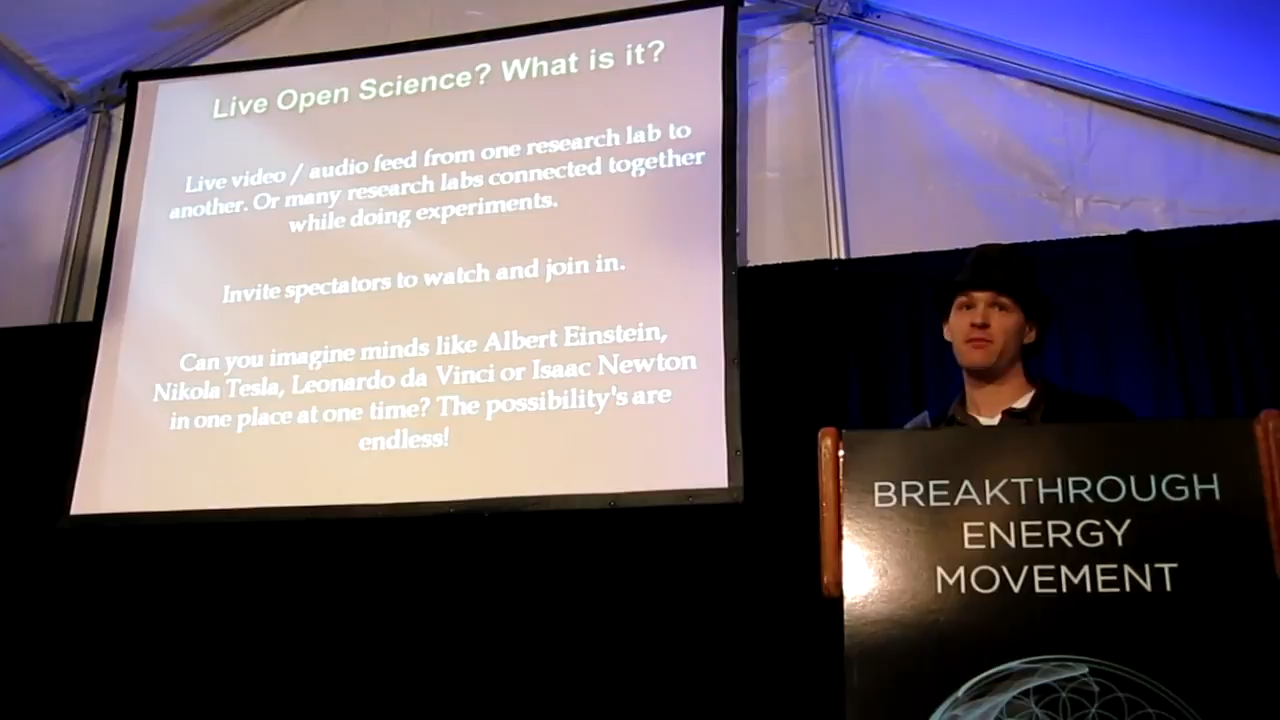 Live Open Science? What is it?
Live video / audio feed from one research lab to
another. Or many research labs connected together
while doing experiments.
Invite spectators to watch and join in.
Can you imagine minds like Albert Einstein,
Nikola Tesla, Leonardo da Vinci or Isaac Newton
in one place at one time? The possibility's are
endless!
BREAKTHROUGH
ENERGY
MOVEMENT